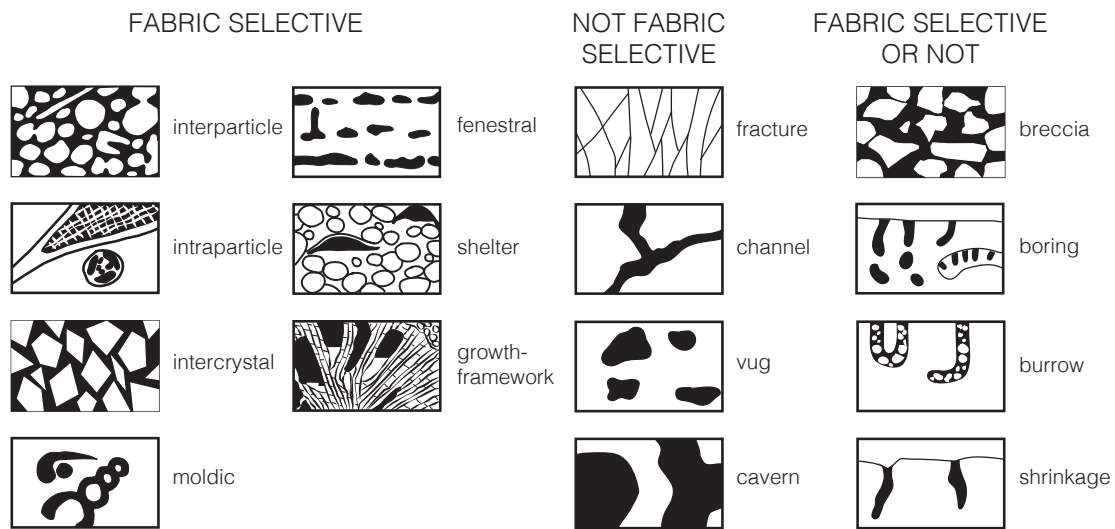 FABRIC SELECTIVE
NOT FABRIC
SELECTIVE
FABRIC SELECTIVE
OR NOT
interparticle
fenestral
fracture
breccia
intraparticle
shelter
channel
boring
intercrystal
growth-
framework
vug
burrow
moldic
cavern
shrinkage